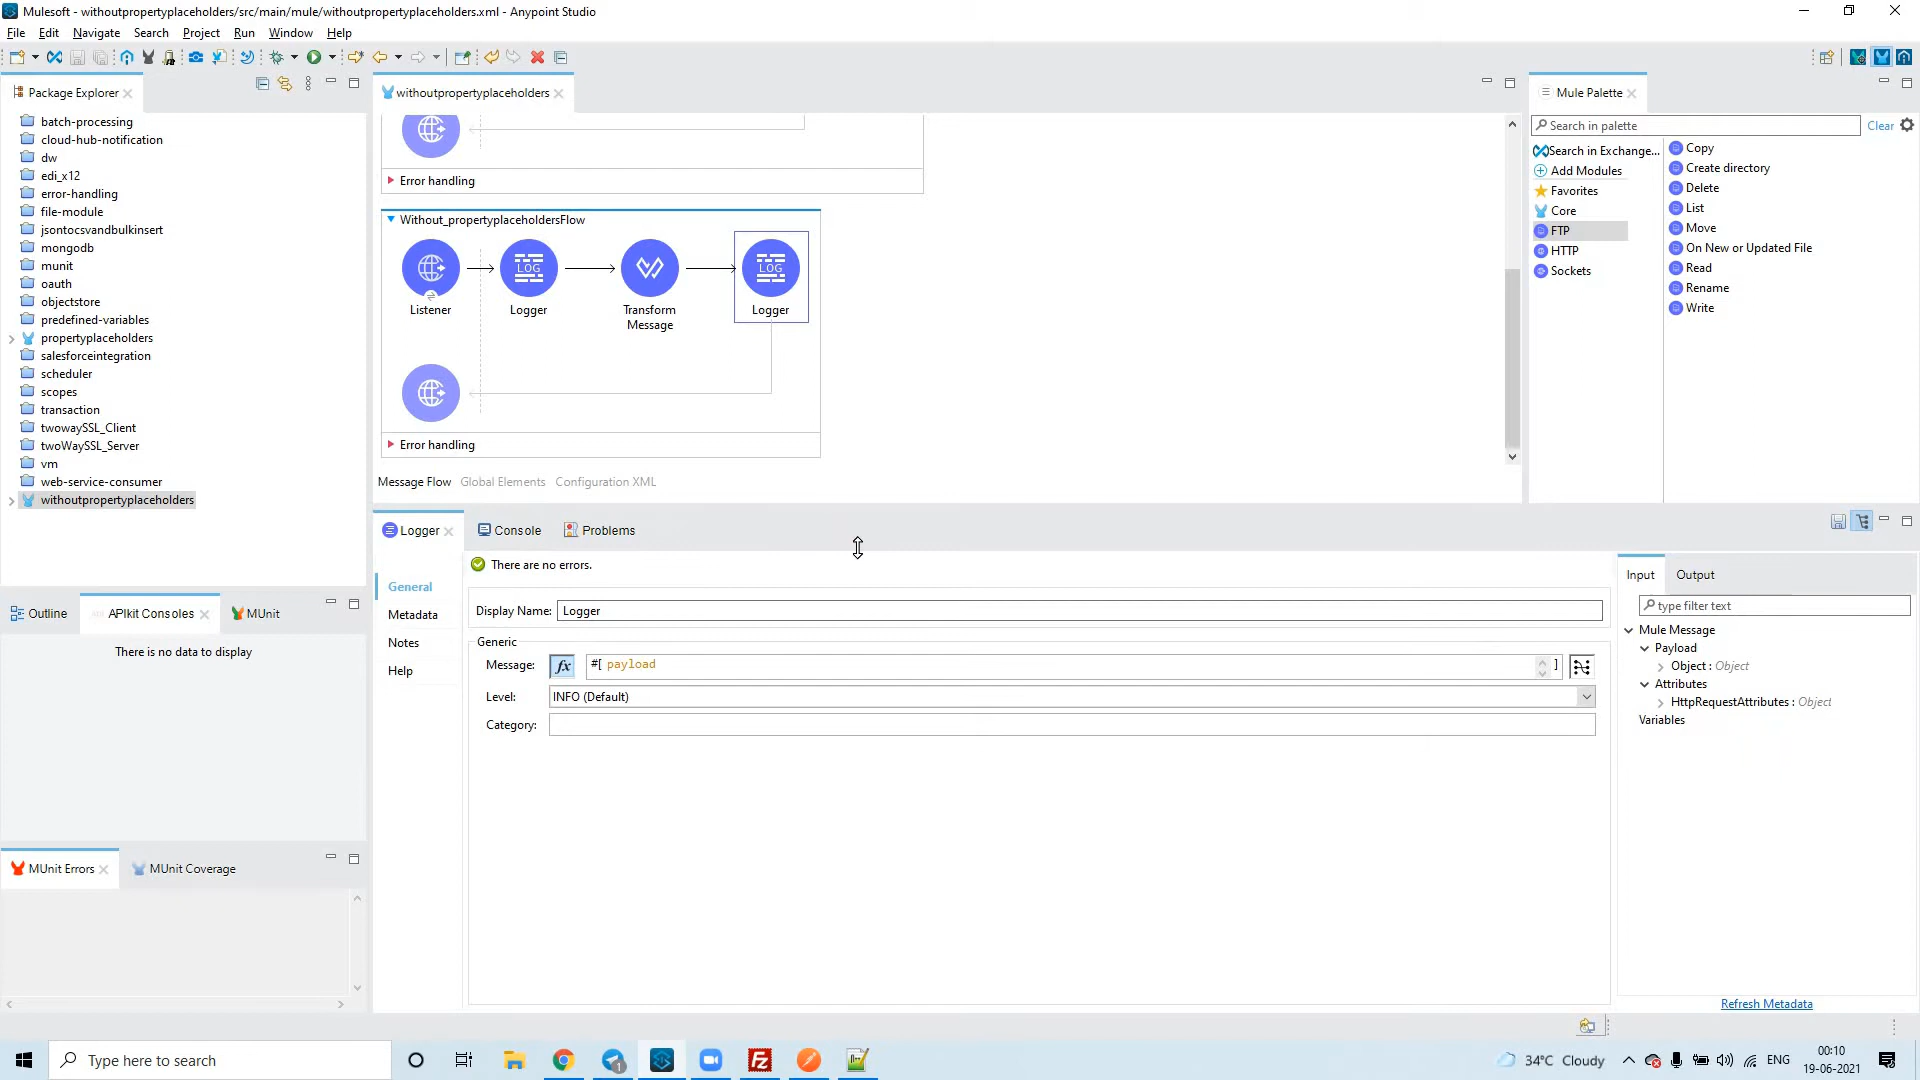 Mulesoft - withoutpropertyplaceholders/src/main/mule/withoutpropertyplaceholders.xml - Anypoint Studio
File Edit Navigate Search Project Run Window Help
Package Explorer
batch-processing
cloud-hub-notification
dw
edi_x12
error-handling
file-module
jsontocsvandbulkinsert
mongodb
munit
oauth
objectstore
predefined-variables
propertyplaceholders
salesforceintegration
scheduler
scopes
transaction
twowaySSL_Client
twoWaySSL_Server
vm
web-service-consumer
withoutpropertyplaceholders
Outline APIkit Consoles MUnit
There is no data to display
MUnit Errors MUnit Coverage
withoutpropertyplaceholders
Error handling
Without_propertyplaceholdersFlow
LOG LOG
Listener Logger Transform Message Logger
Error handling
Message Flow Global Elements Configuration XML
Mule Palette
Search in palette Clear
Search in Exchange...
Add Modules
Favorites
Core
FTP
HTTP
Sockets
Copy
Create directory
Delete
List
Move
On New or Updated File
Read
Rename
Write
Logger Console Problems
There are no errors.
General
Metadata
Notes
Help
Display Name: Logger
Generic
Message: fx #[ payload ]
Level: INFO (Default)
Category:
Input Output
type filter text
Mule Message
Payload
Object : Object
Attributes
HttpRequestAttributes : Object
Variables
Refresh Metadata
Type here to search
1
Fz
34°C Cloudy
ENG
00:10
19-06-2021